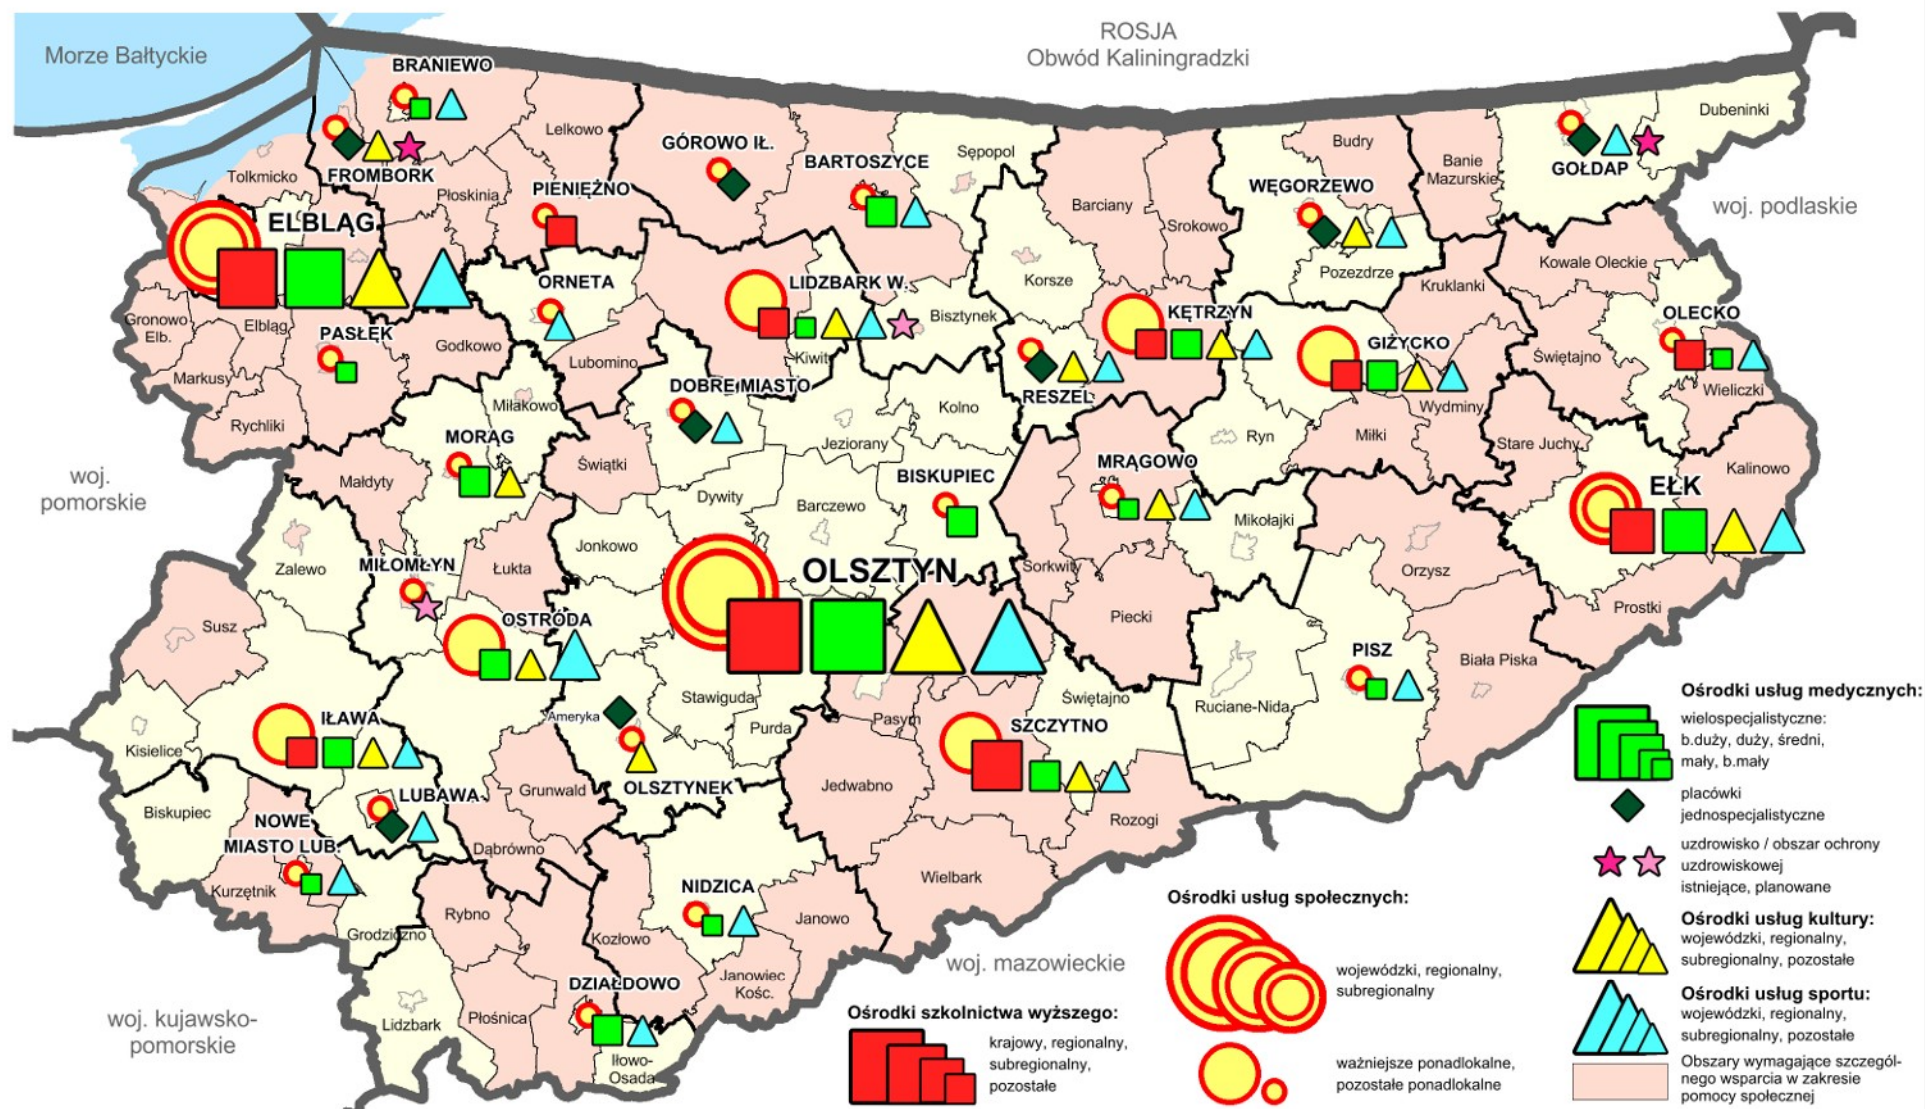 ROSJA
Obwód Kaliningradzki
Morze Bałtyckie
BRANIEWO
Dubeninki
Lelkowo
GÓROWO IŁ.
BARTOSZYCE
Sępopol
Budry
Banie
Mazurskie
GOŁDAP
Tolkmicko
FROMBORK
Płoskinia
PIENIĘŻNO
WĘGORZEWO
Barciany
Srokowo
woj. podlaskie
ELBLĄG
ORNETA
LIDZBARK W.
Korsze
Pozezdrze
Kruklanki
Kowale Oleckie
Gronowo
Elb.
Elbląg
PASŁĘK
Godkowo
Lubomino
Kiwity
Bisztynek
KĘTRZYN
GIŻYCKO
OLECKO
Świętajno
Wieliczki
Markusy
Rychliki
Miłakowo
DOBRE MIASTO
RESZEL
Kolno
Jeziorany
Ryn
Miłki
Wydminy
Stare Juchy
Kalinowo
woj.
pomorskie
MORĄG
Małdyty
Świątki
Dywity
Barczewo
BISKUPIEC
MRĄGOWO
Mikołajki
EŁK
Zalewo
MIŁOMŁYN
Łukta
Jonkowo
OLSZTYN
Sorkwity
Piecki
Orzysz
Prostki
Susz
OSTRÓDA
Stawiguda
Purda
Pasym
Świętajno
Ruciane-Nida
PISZ
Biała Piska
Kisielice
IŁAWA
Ameryka
OLSZTYNEK
SZCZYTNO
Jedwabno
Rozogi
Biskupiec
LUBAWA
Grunwald
NOWE
MIASTO LUB.
Kurzętnik
Dąbrówno
Wielbark
Grodziczno
Rybno
Kozłowo
NIDZICA
Janowo
Janowiec
Kośc.
woj. mazowieckie
DZIAŁDOWO
Lidzbark
Płośnica
Iłowo-
Osada
woj. kujawsko-
pomorskie
Ośrodki szkolnictwa wyższego:
krajowy, regionalny,
subregionalny,
pozostałe
Ośrodki usług społecznych:
wojewódzki, regionalny,
subregionalny
ważniejsze ponadlokalne,
pozostałe ponadlokalne
Ośrodki usług medycznych:
wielospecjalistyczne:
b.duży, duży, średni,
mały, b.mały
placówki
jednospecjalistyczne
uzdrowisko / obszar ochrony
uzdrowiskowej
istniejące, planowane
Ośrodki usług kultury:
wojewódzki, regionalny,
subregionalny, pozostałe
Ośrodki usług sportu:
wojewódzki, regionalny,
subregionalny, pozostałe
Obszary wymagające szczegól-
nego wsparcia w zakresie
pomocy społecznej